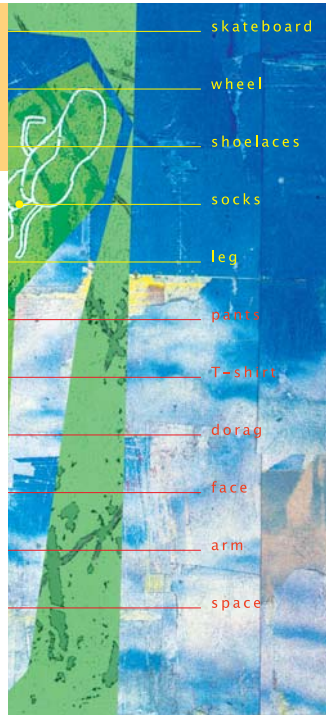 skateboard
wheel
shoelaces
socks
leg
pants
T-shirt
dorag
face
arm
space